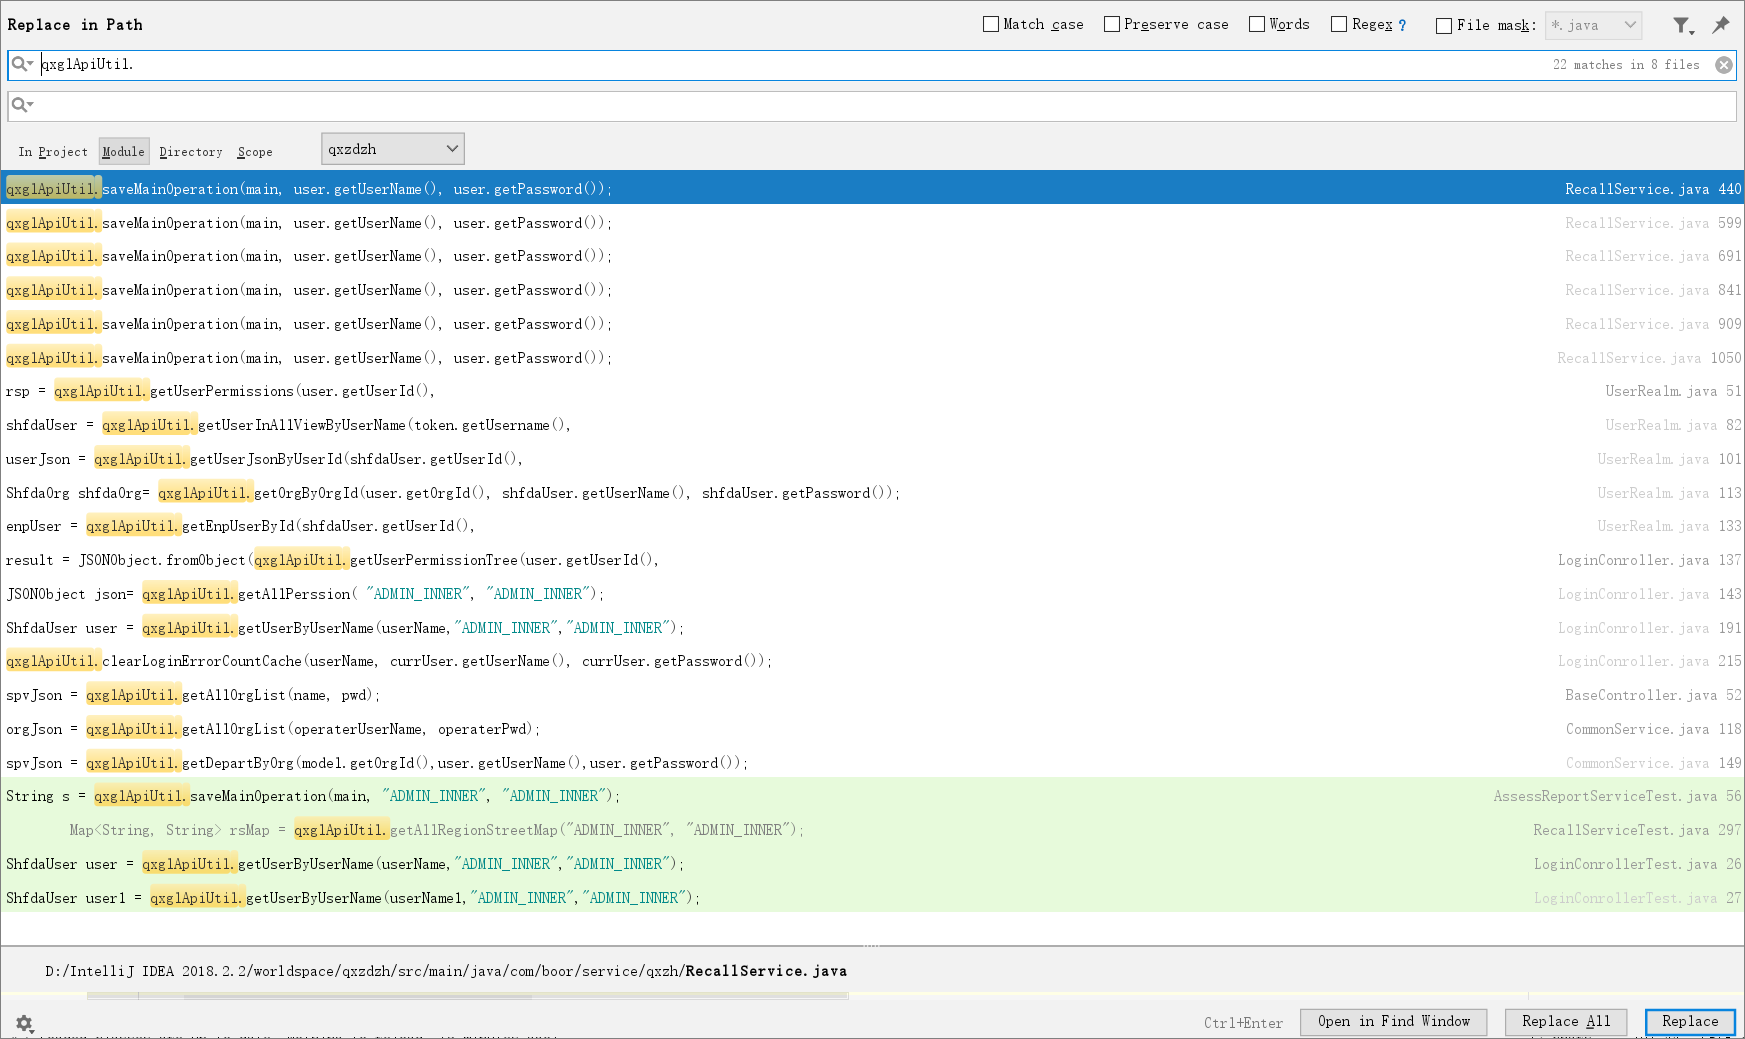 Replace in Path
Match case
Preserve case
Words
Regex ?
File mask:
*.java
qxglApiUtil.
22 matches in 8 files
In Project Module Directory Scope
qxzdzh
qxglApiUtil.saveMainOperation(main, user.getUserName(), user.getPassword()); RecallService.java 440
qxglApiUtil.saveMainOperation(main, user.getUserName(), user.getPassword()); RecallService.java 599
qxglApiUtil.saveMainOperation(main, user.getUserName(), user.getPassword()); RecallService.java 691
qxglApiUtil.saveMainOperation(main, user.getUserName(), user.getPassword()); RecallService.java 841
qxglApiUtil.saveMainOperation(main, user.getUserName(), user.getPassword()); RecallService.java 909
qxglApiUtil.saveMainOperation(main, user.getUserName(), user.getPassword()); RecallService.java 1050
rsp = qxglApiUtil.getUserPermissions(user.getUserId(), UserRealm.java 51
shfdaUser = qxglApiUtil.getUserInAllViewByUserName(token.getUsername(), UserRealm.java 82
userJson = qxglApiUtil.getUserJsonByUserId(shfdaUser.getUserId(), UserRealm.java 101
ShfdaOrg shfdaOrg= qxglApiUtil.getOrgByOrgId(user.getOrgId(), shfdaUser.getUserName(), shfdaUser.getPassword()); UserRealm.java 113
enpUser = qxglApiUtil.getEnpUserById(shfdaUser.getUserId(), UserRealm.java 133
result = JSONObject.fromObject(qxglApiUtil.getUserPermissionTree(user.getUserId(), LoginConroller.java 137
JSONObject json= qxglApiUtil.getAllPerssion( "ADMIN_INNER", "ADMIN_INNER"); LoginConroller.java 143
ShfdaUser user = qxglApiUtil.getUserByUserName(userName,"ADMIN_INNER","ADMIN_INNER"); LoginConroller.java 191
qxglApiUtil.clearLoginErrorCountCache(userName, currUser.getUserName(), currUser.getPassword()); LoginConroller.java 215
spvJson = qxglApiUtil.getAllOrgList(name, pwd); BaseController.java 52
orgJson = qxglApiUtil.getAllOrgList(operaterUserName, operaterPwd); CommonService.java 118
spvJson = qxglApiUtil.getDepartByOrg(model.getOrgId(),user.getUserName(),user.getPassword()); CommonService.java 149
String s = qxglApiUtil.saveMainOperation(main, "ADMIN_INNER", "ADMIN_INNER"); AssessReportServiceTest.java 56
Map<String, String> rsMap = qxglApiUtil.getAllRegionStreetMap("ADMIN_INNER", "ADMIN_INNER"); RecallServiceTest.java 297
ShfdaUser user = qxglApiUtil.getUserByUserName(userName,"ADMIN_INNER","ADMIN_INNER"); LoginConrollerTest.java 26
ShfdaUser user1 = qxglApiUtil.getUserByUserName(userName1,"ADMIN_INNER","ADMIN_INNER"); LoginConrollerTest.java 27
D:/IntelliJ IDEA 2018.2.2/worldspace/qxzdzh/src/main/java/com/boor/service/qxzh/RecallService.java
Ctrl+Enter
Open in Find Window
Replace All
Replace